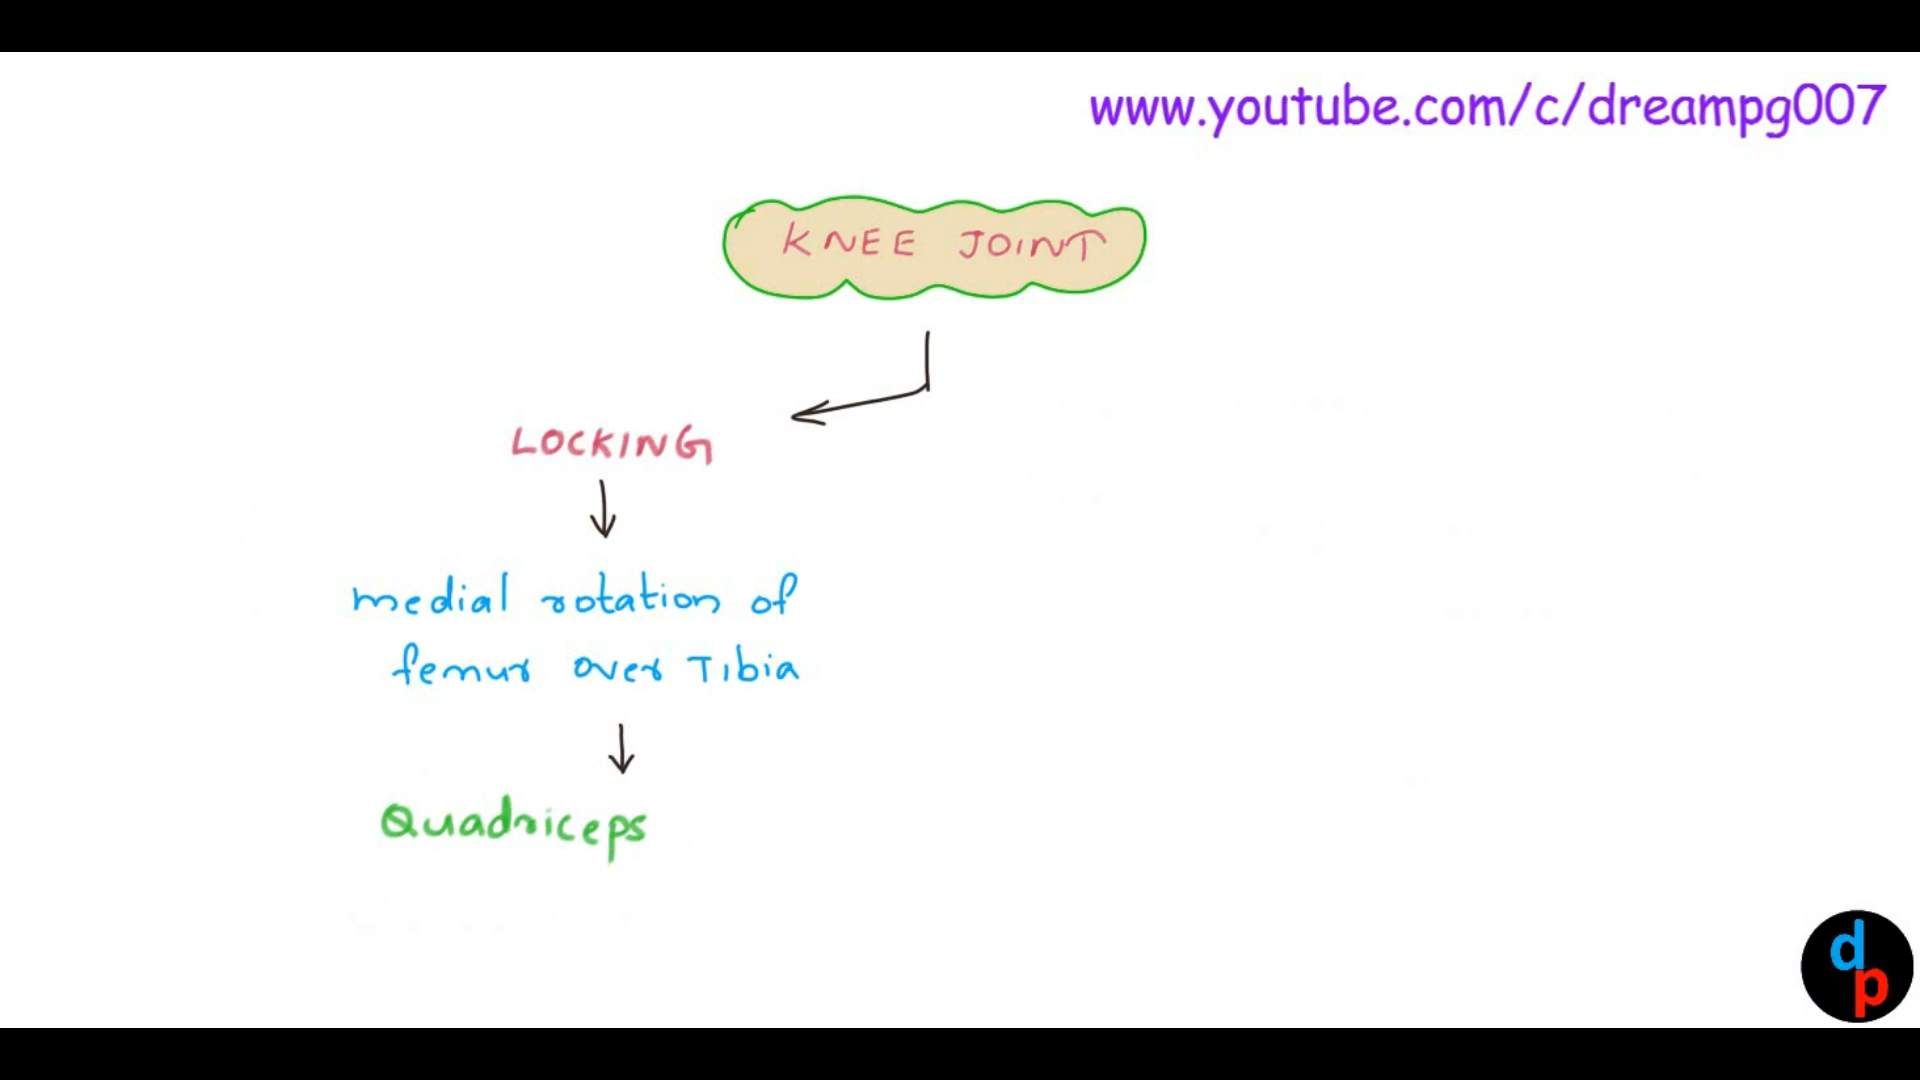 www.youtube.com/c/dreampg007
KNEE JOINT
LOCKING
medial rotation of
femur over Tibia
Quadriceps
dp